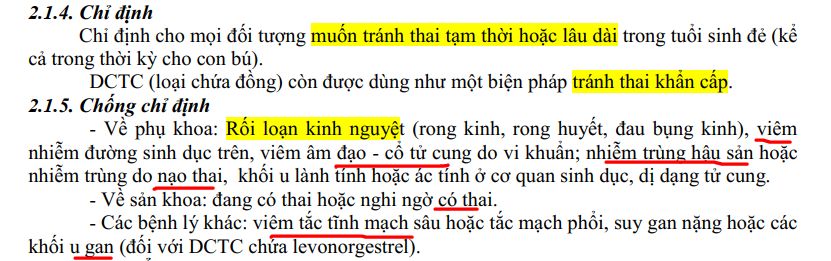 2.1.4. Chỉ định
Chỉ định cho mọi đối tượng muốn tránh thai tạm thời hoặc lâu dài trong tuổi sinh đẻ (kể
cả trong thời kỳ cho con bú).
DCTC (loại chứa đồng) còn được dùng như một biện pháp tránh thai khẩn cấp.
2.1.5. Chống chỉ định
- Về phụ khoa: Rối loạn kinh nguyệt (rong kinh, rong huyết, đau bụng kinh), viêm
nhiễm đường sinh dục trên, viêm âm đạo - cổ tử cung do vi khuẩn; nhiễm trùng hậu sản hoặc
nhiễm trùng do nạo thai, khối u lành tính hoặc ác tính ở cơ quan sinh dục, dị dạng tử cung.
- Về sản khoa: đang có thai hoặc nghi ngờ có thai.
- Các bệnh lý khác: viêm tắc tĩnh mạch sâu hoặc tắc mạch phổi, suy gan nặng hoặc các
khối u gan (đối với DCTC chứa levonorgestrel).